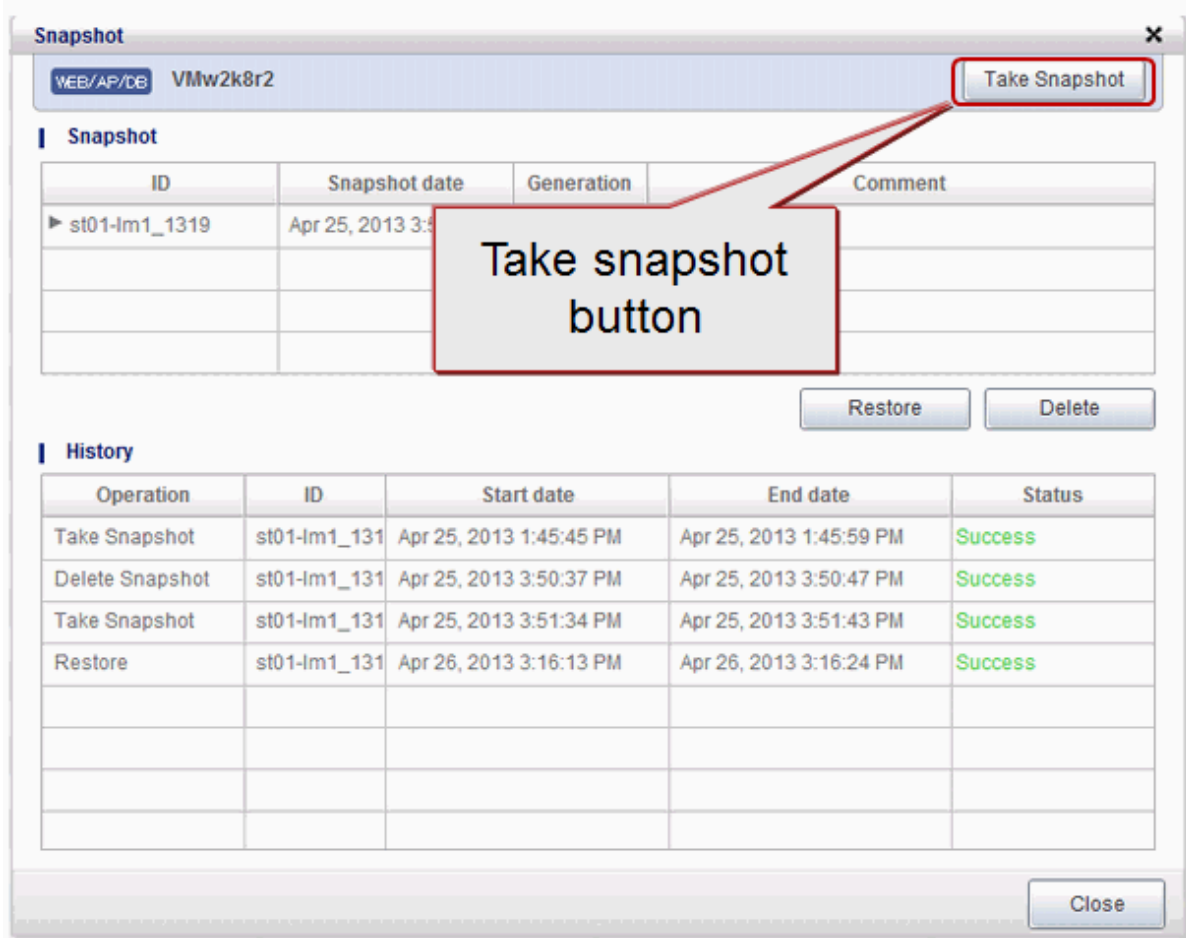 Snapshot
WEB/AP/DB VMw2k8r2 Take Snapshot
Snapshot
ID Snapshot date Generation Comment
st01-lm1_1319 Apr 25, 2013
Take snapshot
button
Restore Delete
History
Operation ID Start date End date Status
Take Snapshot st01-lm1_131 Apr 25, 2013 1:45:45 PM Apr 25, 2013 1:45:59 PM Success
Delete Snapshot st01-lm1_131 Apr 25, 2013 3:50:37 PM Apr 25, 2013 3:50:47 PM Success
Take Snapshot st01-lm1_131 Apr 25, 2013 3:51:34 PM Apr 25, 2013 3:51:43 PM Success
Restore st01-lm1_131 Apr 26, 2013 3:16:13 PM Apr 26, 2013 3:16:24 PM Success
Close